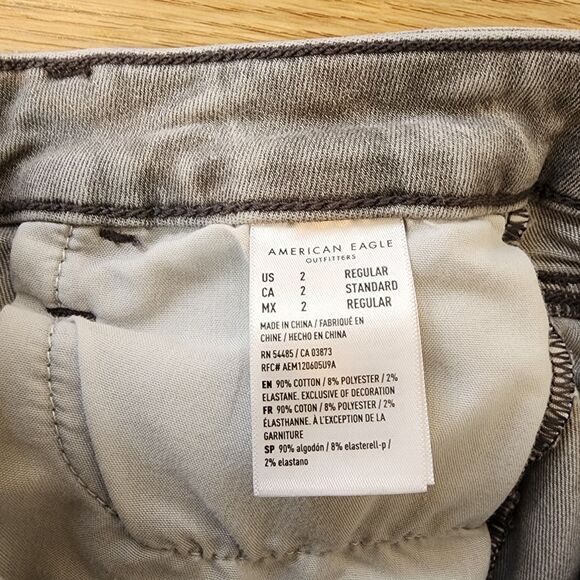 AMERICAN EAGLE
OUTFITTERS
US 2 REGULAR
CA 2 STANDARD
MX 2 REGULAR
MADE IN CHINA / FABRIQUÉ EN
CHINE / HECHO EN CHINA
RN 54485 / CA 03873
RFC# AEM120605U9A
EN 90% COTTON / 8% POLYESTER / 2%
ELASTANE. EXCLUSIVE OF DECORATION
FR 90% COTON / 8% POLYESTER / 2%
ÉLASTHANNE. À L'EXCEPTION DE LA
GARNITURE
SP 90% algodón / 8% elasterell-p /
2% elastano